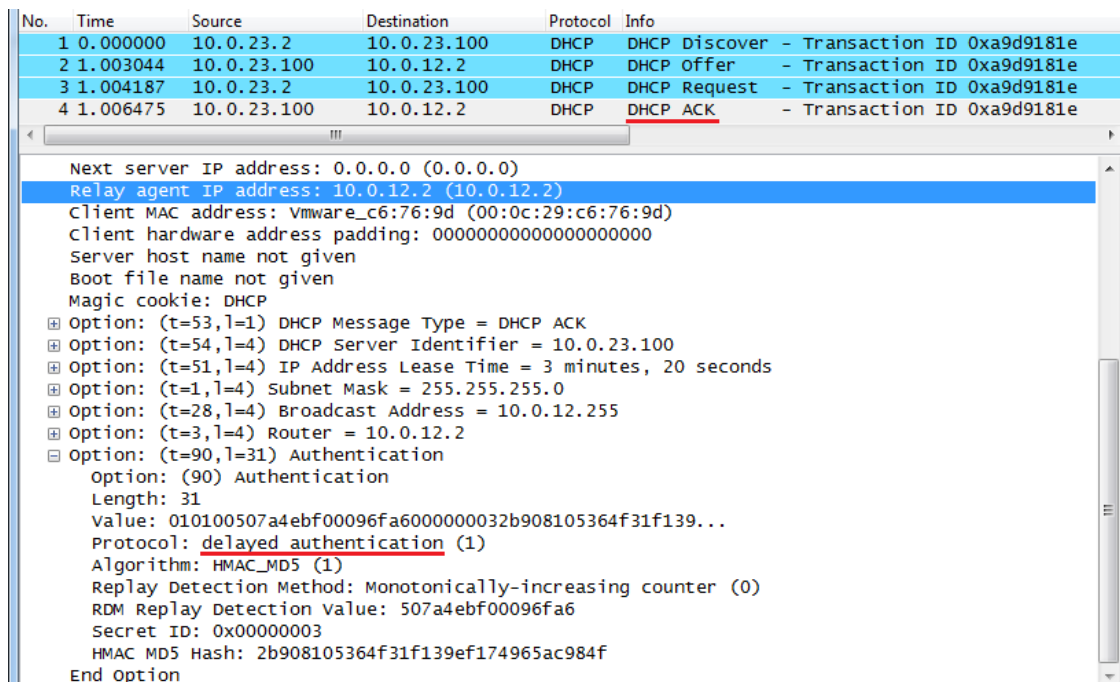 No. Time Source Destination Protocol Info
1 0.000000 10.0.23.2 10.0.23.100 DHCP DHCP Discover - Transaction ID 0xa9d9181e
2 1.003044 10.0.23.100 10.0.12.2 DHCP DHCP Offer - Transaction ID 0xa9d9181e
3 1.004187 10.0.23.2 10.0.23.100 DHCP DHCP Request - Transaction ID 0xa9d9181e
4 1.006475 10.0.23.100 10.0.12.2 DHCP DHCP ACK - Transaction ID 0xa9d9181e
Next server IP address: 0.0.0.0 (0.0.0.0)
Relay agent IP address: 10.0.12.2 (10.0.12.2)
Client MAC address: Vmware_c6:76:9d (00:0c:29:c6:76:9d)
Client hardware address padding: 00000000000000000000
Server host name not given
Boot file name not given
Magic cookie: DHCP
Option: (t=53,l=1) DHCP Message Type = DHCP ACK
Option: (t=54,l=4) DHCP Server Identifier = 10.0.23.100
Option: (t=51,l=4) IP Address Lease Time = 3 minutes, 20 seconds
Option: (t=1,l=4) Subnet Mask = 255.255.255.0
Option: (t=28,l=4) Broadcast Address = 10.0.12.255
Option: (t=3,l=4) Router = 10.0.12.2
Option: (t=90,l=31) Authentication
Option: (90) Authentication
Length: 31
Value: 010100507a4ebf00096fa6000000032b908105364f31f139...
Protocol: delayed authentication (1)
Algorithm: HMAC_MD5 (1)
Replay Detection Method: Monotonically-increasing counter (0)
RDM Replay Detection Value: 507a4ebf00096fa6
Secret ID: 0x00000003
HMAC MD5 Hash: 2b908105364f31f139ef174965ac984f
End Option